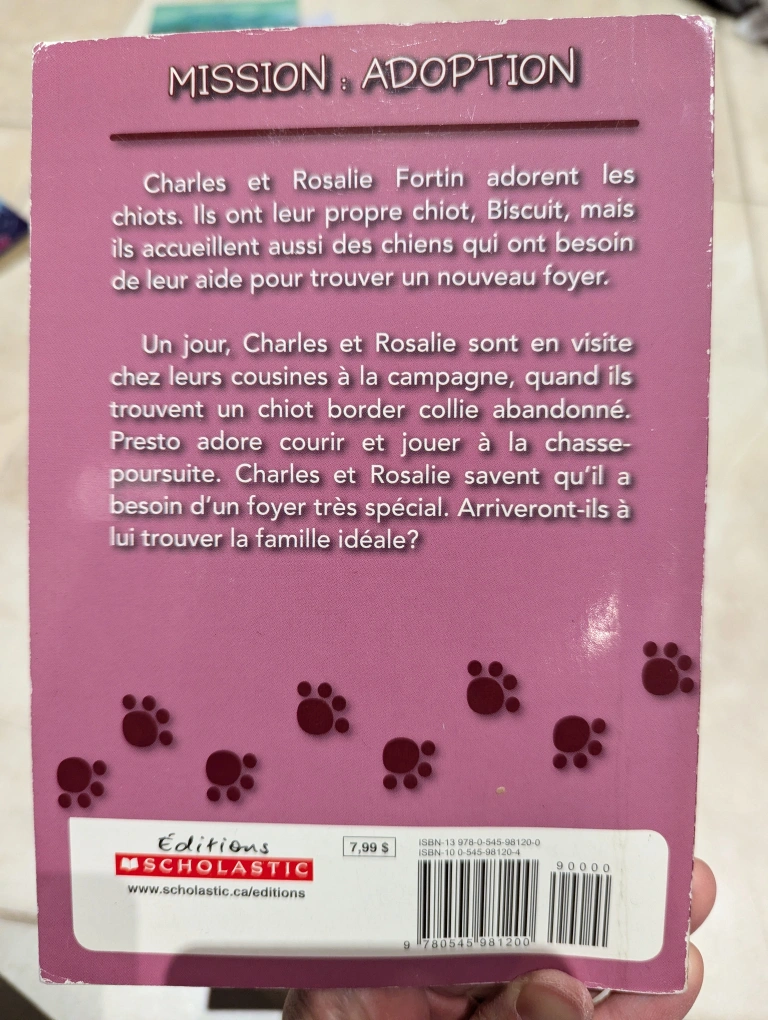 MISSION : ADOPTION
Charles et Rosalie Fortin adorent les
chiots. Ils ont leur propre chiot, Biscuit, mais
ils accueillent aussi des chiens qui ont besoin
de leur aide pour trouver un nouveau foyer.
Un jour, Charles et Rosalie sont en visite
chez leurs cousines à la campagne, quand ils
trouvent un chiot border collie abandonné.
Presto adore courir et jouer à la chasse-
poursuite. Charles et Rosalie savent qu'il a
besoin d'un foyer très spécial. Arriveront-ils à
lui trouver la famille idéale?
Éditions
SCHOLASTIC
www.scholastic.ca/editions
7,99 $
ISBN-13 978-0-545-98120-0
ISBN-10 0-545-98120-4
90000
9 780545 981200